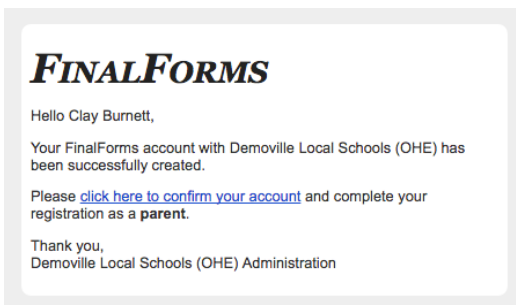 FINALFORMS
Hello Clay Burnett,
Your FinalForms account with Demoville Local Schools (OHE) has
been successfully created.
Please click here to confirm your account and complete your
registration as a parent.
Thank you,
Demoville Local Schools (OHE) Administration